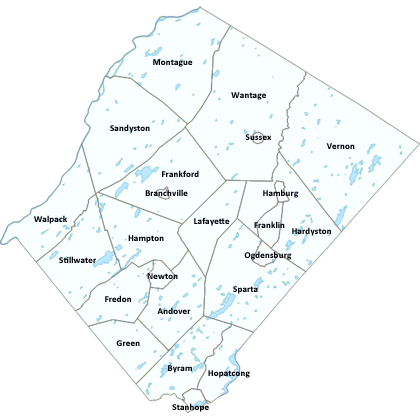 Montague
Wantage
Sandyston
Sussex
Vernon
Frankford
Branchville
Hamburg
Walpack
Lafayette
Franklin
Hardyston
Hampton
Ogdensburg
Stillwater
Newton
Sparta
Fredon
Andover
Green
Byram
Hopatcong
Stanhope